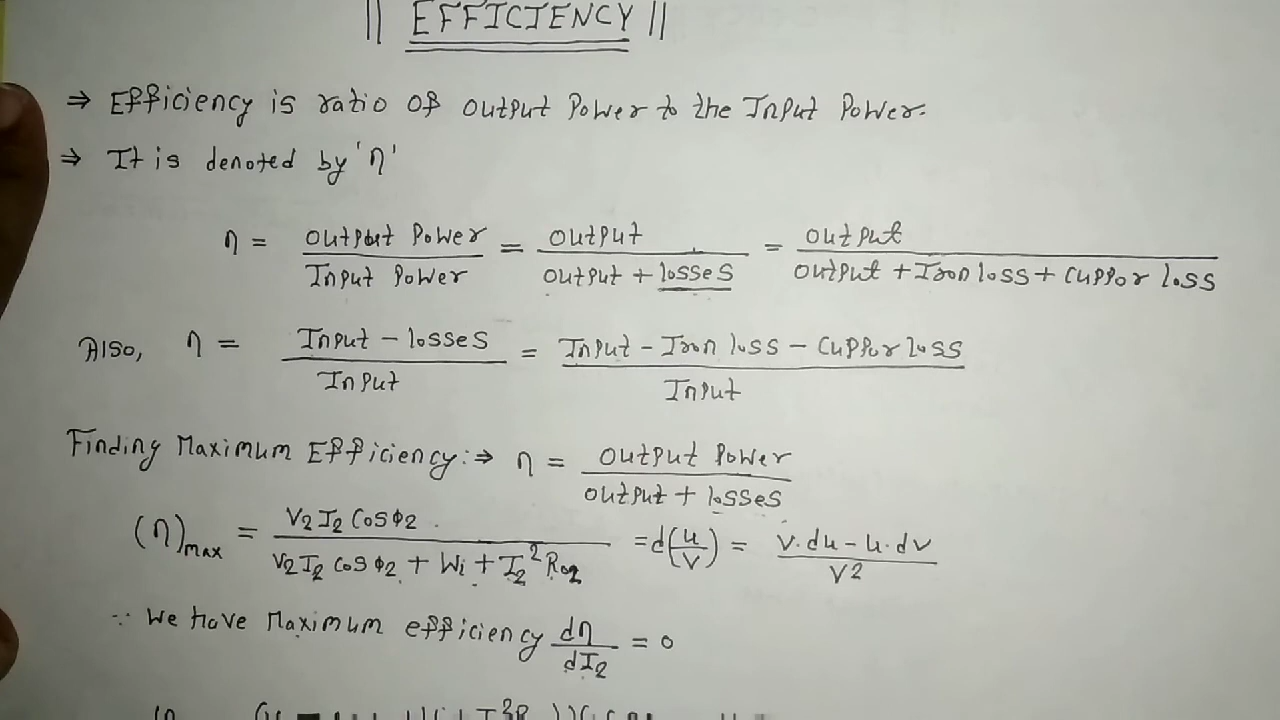 || EFFICIENCY ||
⇒ Efficiency is ratio of output Power to the Input Power.
⇒ It is denoted by 'η'
η = Output Power / Input Power = output / output + losses = output / output + Iron loss + Cuppor loss
Also, η = Input - losses / Input = Input - Iron loss - Cuppor loss / Input
Finding Maximum Efficiency:⇒ η = output Power / output + losses
(η)max = V2 I2 Cos Φ2 / V2 I2 Cos Φ2 + Wi + I2² R02 = d(u/v) = V.du - u.dv / V2
∵ We have Maximum efficiency dη / dI2 = 0